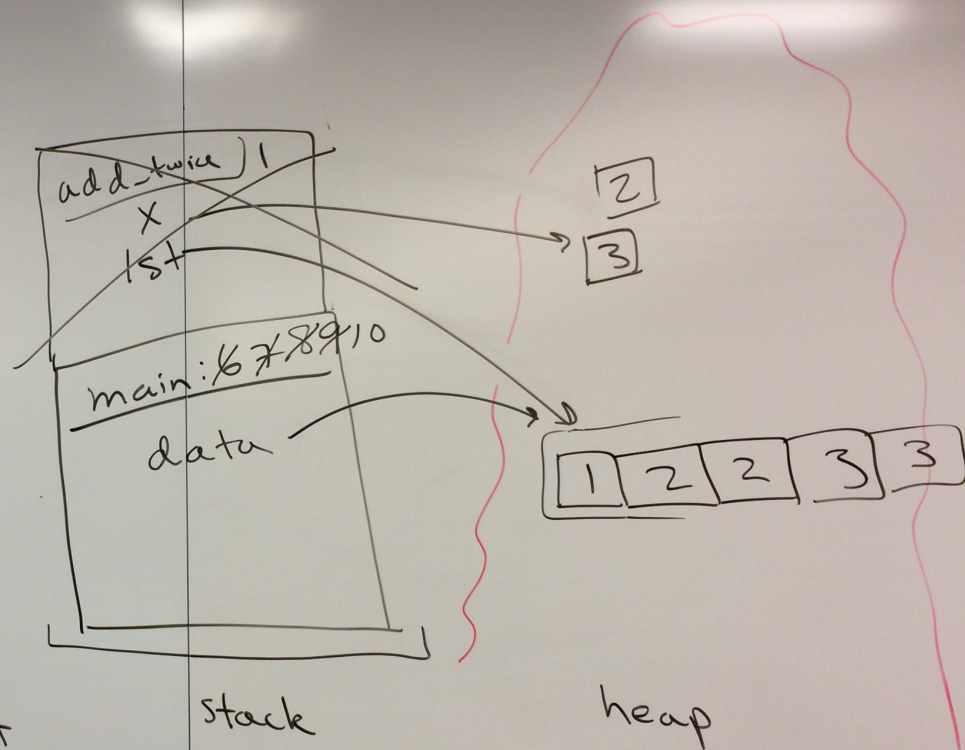 add_twice 1
x
lst
main: 6 7 8 9 10
data
2
3
1 2 2 3 3
stack
heap